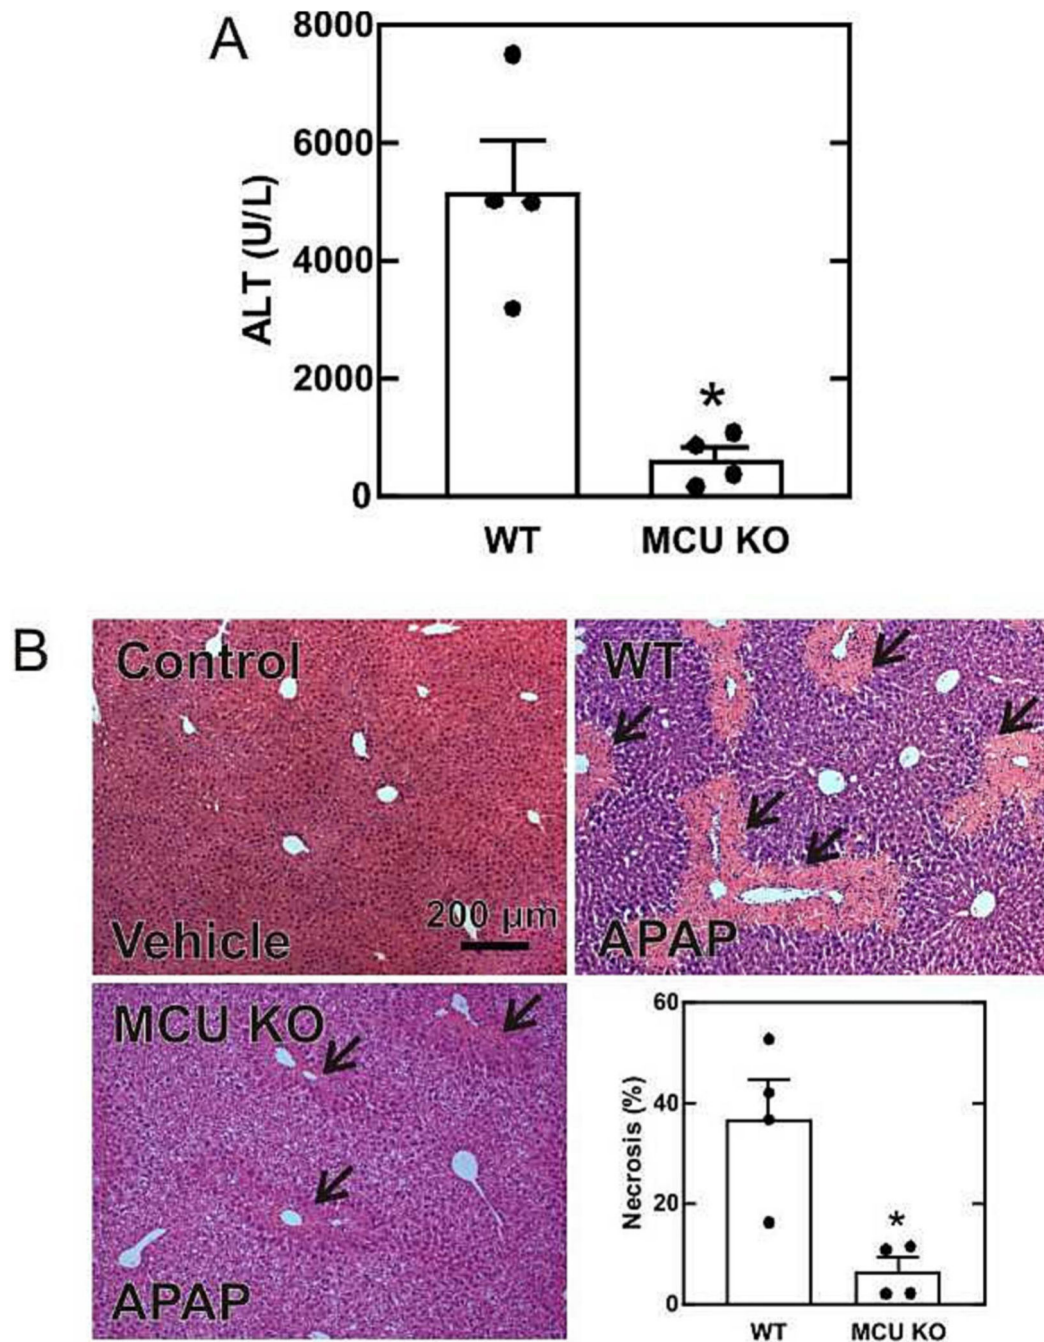 A
8000
6000
4000
2000
0
ALT (U/L)
*
WT
MCU KO
B
Control
Vehicle
200 µm
WT
APAP
MCU KO
APAP
60
40
20
0
Necrosis (%)
*
WT
MCU KO